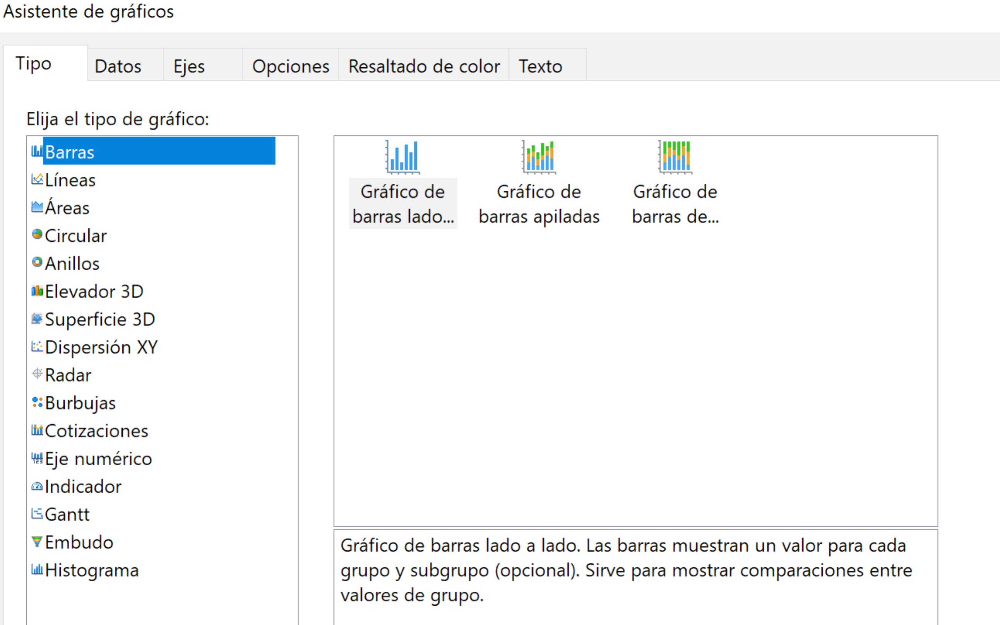 Asistente de gráficos
Tipo
Datos
Ejes
Opciones
Resaltado de color
Texto
Elija el tipo de gráfico:
Barras
Líneas
Áreas
Circular
Anillos
Elevador 3D
Superficie 3D
Dispersión XY
Radar
Burbujas
Cotizaciones
Eje numérico
Indicador
Gantt
Embudo
Histograma
Gráfico de
barras lado...
Gráfico de
barras apiladas
Gráfico de
barras de...
Gráfico de barras lado a lado. Las barras muestran un valor para cada
grupo y subgrupo (opcional). Sirve para mostrar comparaciones entre
valores de grupo.